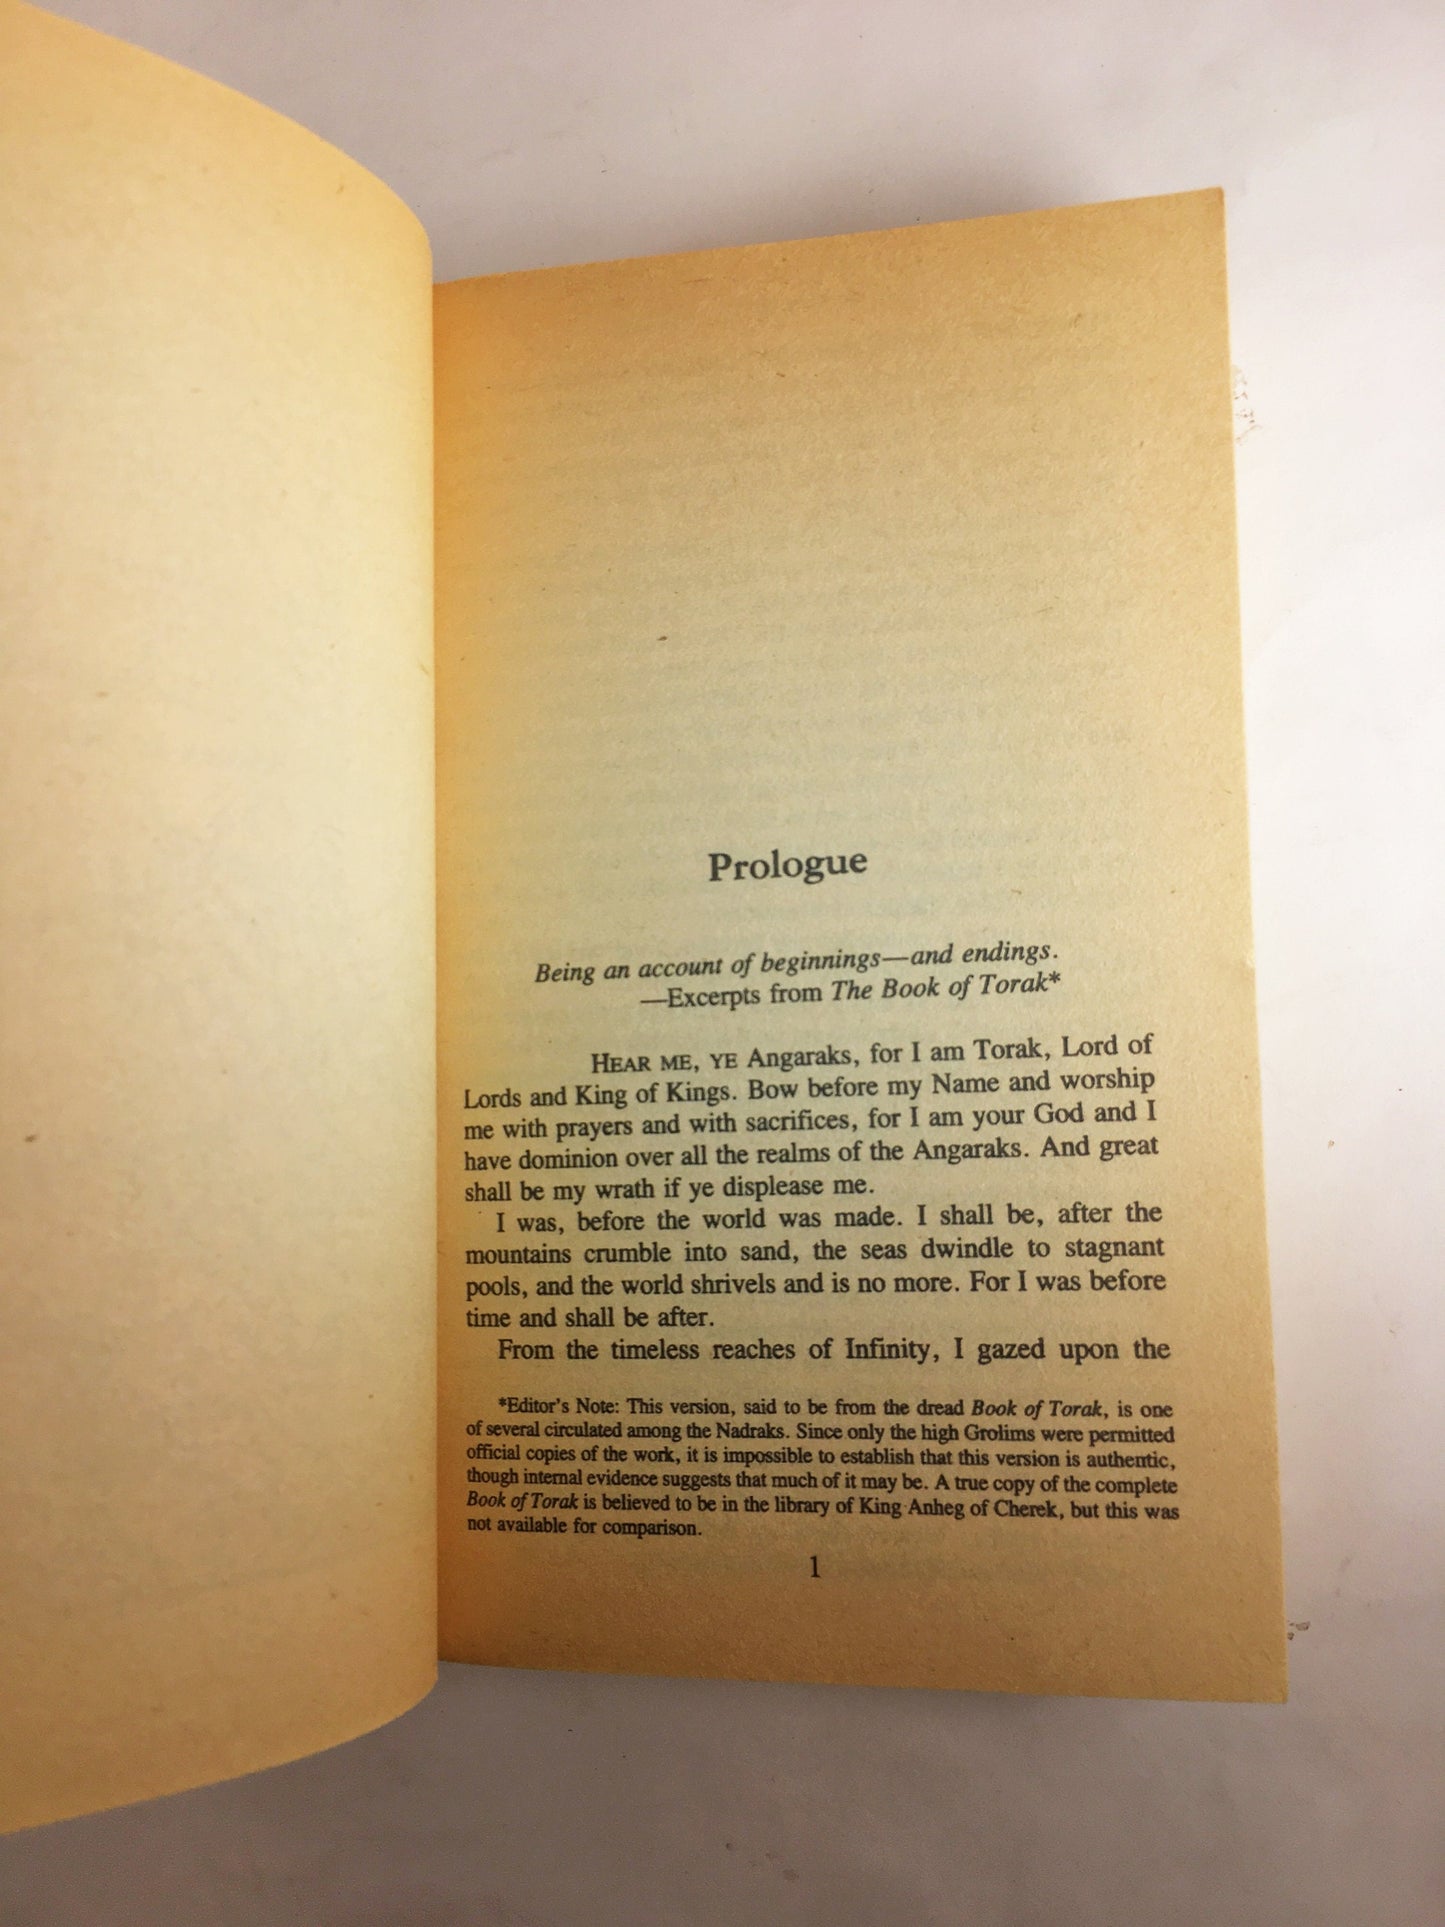 Prologue
Being an account of beginnings—and endings.
—Excerpts from The Book of Torak*
HEAR ME, YE Angaraks, for I am Torak, Lord of
Lords and King of Kings. Bow before my Name and worship
me with prayers and with sacrifices, for I am your God and I
have dominion over all the realms of the Angaraks. And great
shall be my wrath if ye displease me.
I was, before the world was made. I shall be, after the
mountains crumble into sand, the seas dwindle to stagnant
pools, and the world shrivels and is no more. For I was before
time and shall be after.
From the timeless reaches of Infinity, I gazed upon the
*Editor's Note: This version, said to be from the dread Book of Torak, is one
of several circulated among the Nadraks. Since only the high Grolims were permitted
official copies of the work, it is impossible to establish that this version is authentic,
though internal evidence suggests that much of it may be. A true copy of the complete
Book of Torak is believed to be in the library of King Anheg of Cherek, but this was
not available for comparison.
1